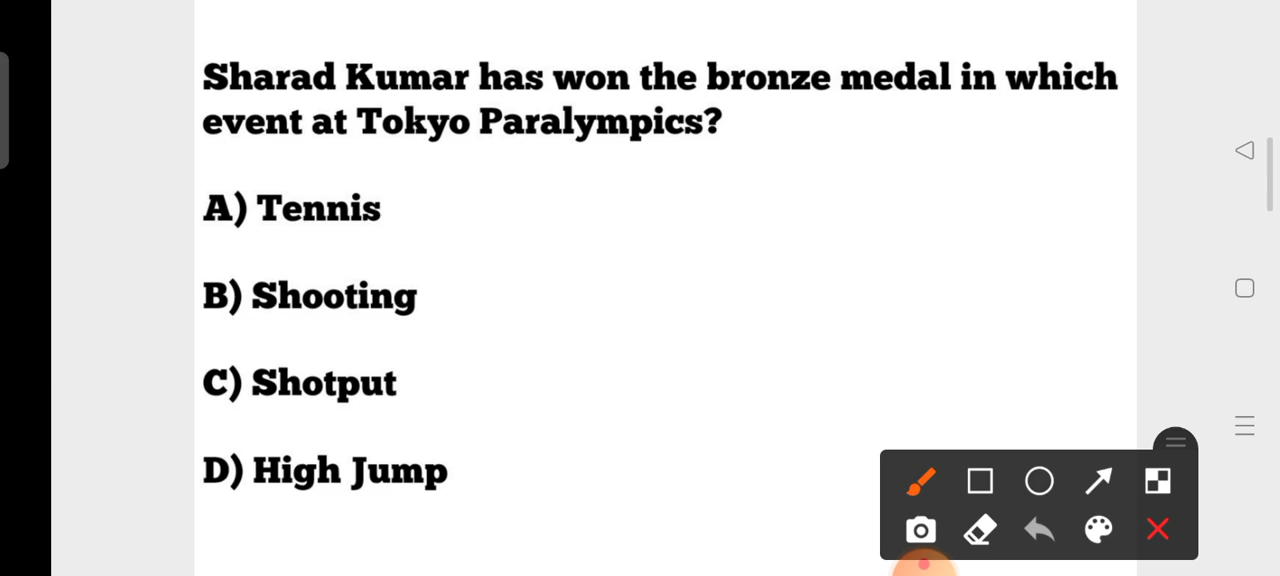 Sharad Kumar has won the bronze medal in which
event at Tokyo Paralympics?
A) Tennis
B) Shooting
C) Shotput
D) High Jump